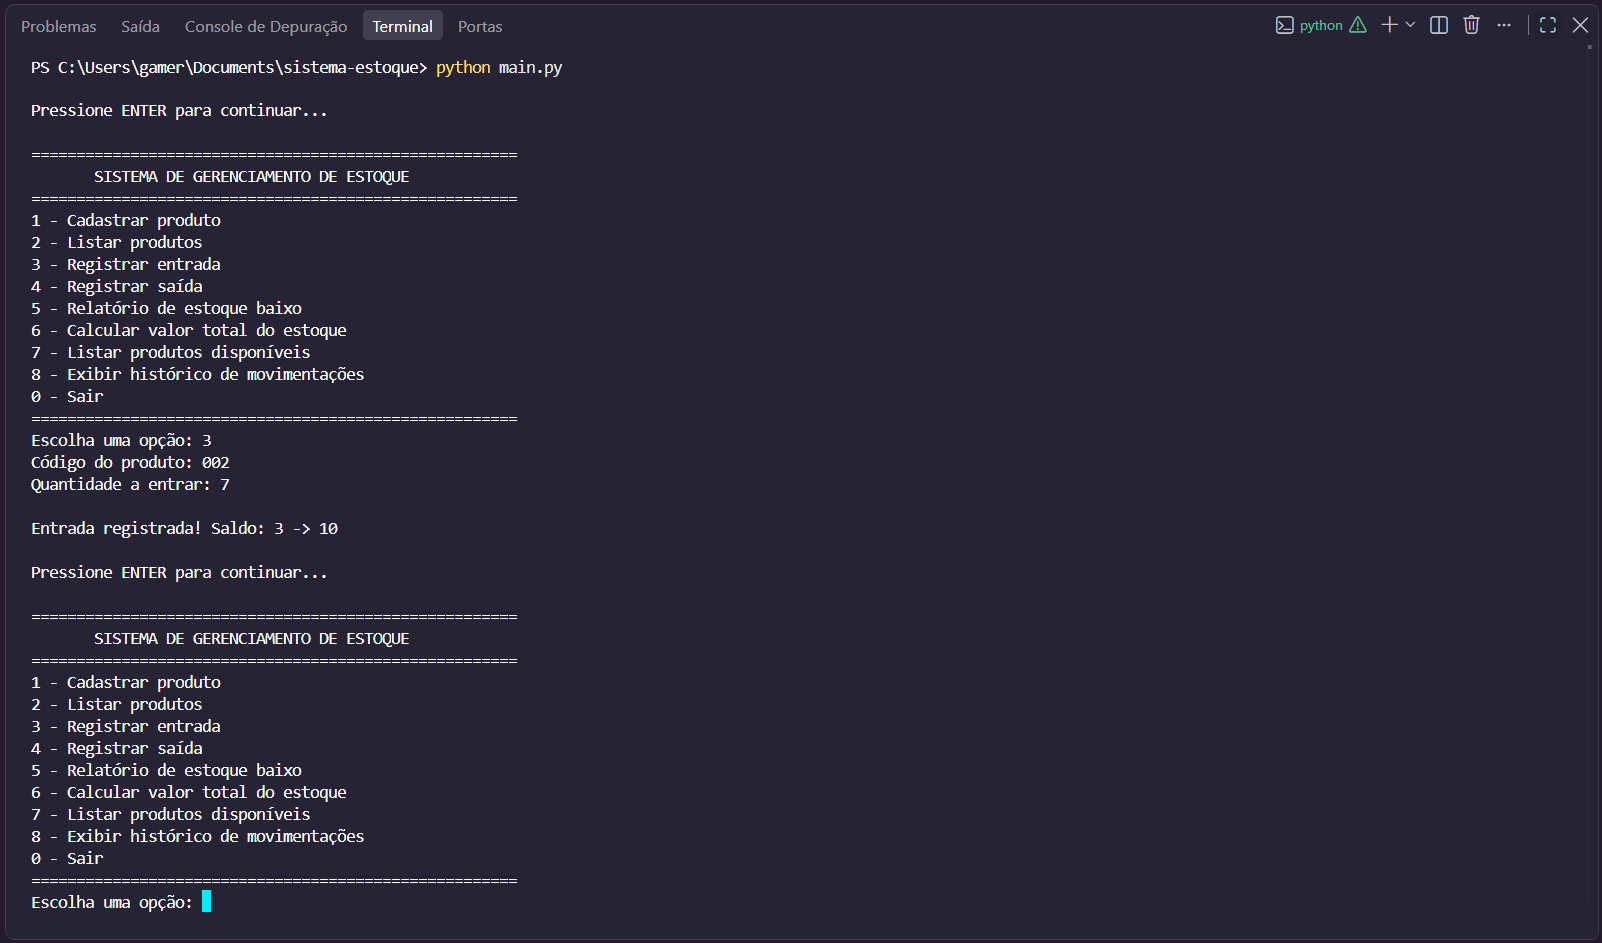 Problemas Saída Console de Depuração Terminal Portas python
PS C:\Users\gamer\Documents\sistema-estoque> python main.py
Pressione ENTER para continuar...
======================================================
SISTEMA DE GERENCIAMENTO DE ESTOQUE
======================================================
1 - Cadastrar produto
2 - Listar produtos
3 - Registrar entrada
4 - Registrar saída
5 - Relatório de estoque baixo
6 - Calcular valor total do estoque
7 - Listar produtos disponíveis
8 - Exibir histórico de movimentações
0 - Sair
======================================================
Escolha uma opção: 3
Código do produto: 002
Quantidade a entrar: 7
Entrada registrada! Saldo: 3 -> 10
Pressione ENTER para continuar...
======================================================
SISTEMA DE GERENCIAMENTO DE ESTOQUE
======================================================
1 - Cadastrar produto
2 - Listar produtos
3 - Registrar entrada
4 - Registrar saída
5 - Relatório de estoque baixo
6 - Calcular valor total do estoque
7 - Listar produtos disponíveis
8 - Exibir histórico de movimentações
0 - Sair
======================================================
Escolha uma opção: